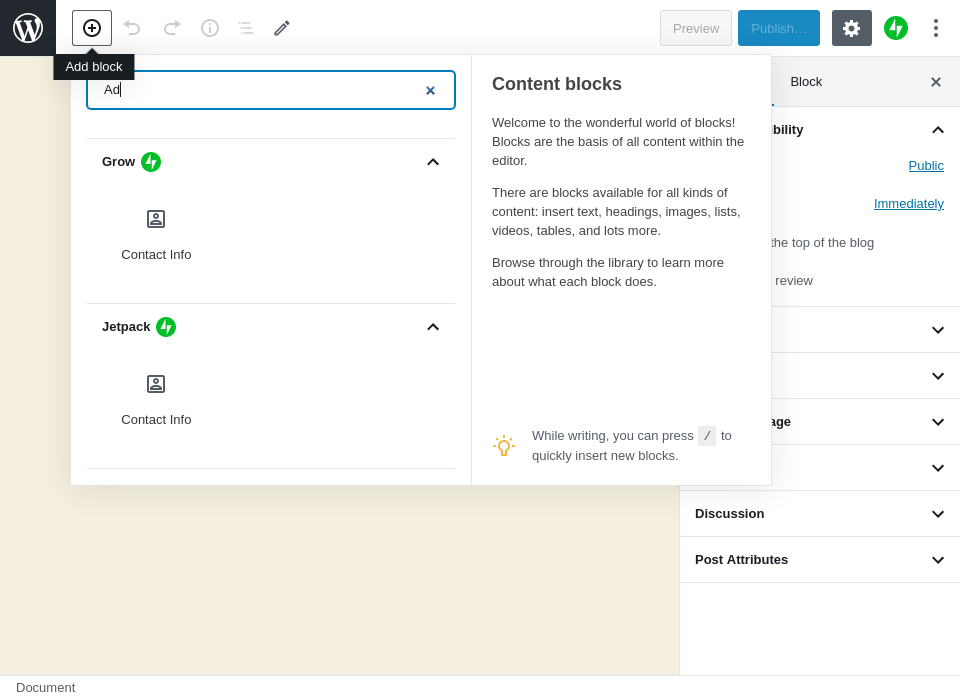 Preview
Publish…
Add block
Ad
Grow
Contact Info
Jetpack
Contact Info
Content blocks
Welcome to the wonderful world of blocks!
Blocks are the basis of all content within the
editor.
There are blocks available for all kinds of
content: insert text, headings, images, lists,
videos, tables, and lots more.
Browse through the library to learn more
about what each block does.
While writing, you can press / to
quickly insert new blocks.
Block
Public
Immediately
the top of the blog
review
Discussion
Post Attributes
Document